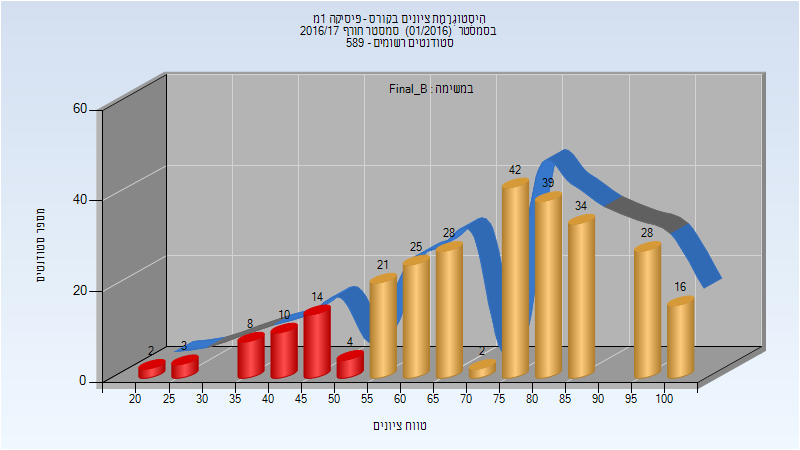 היסטוגרמת ציונים בקורס - פיסיקה 1מ
בסמסטר (01/2016) סמסטר חורף 2016/17
סטודנטים רשומים - 589
במשימה : Final_B
מספר סטודנטים
60
40
20
0
2
3
8
10
14
4
21
25
28
2
42
39
34
28
16
20 25 30 35 40 45 50 55 60 65 70 75 80 85 90 95 100
טווח ציונים